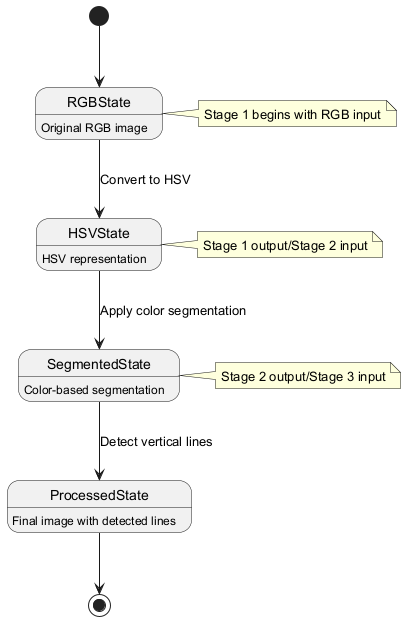 RGBState
Original RGB image
Stage 1 begins with RGB input
Convert to HSV
HSVState
HSV representation
Stage 1 output/Stage 2 input
Apply color segmentation
SegmentedState
Color-based segmentation
Stage 2 output/Stage 3 input
Detect vertical lines
ProcessedState
Final image with detected lines